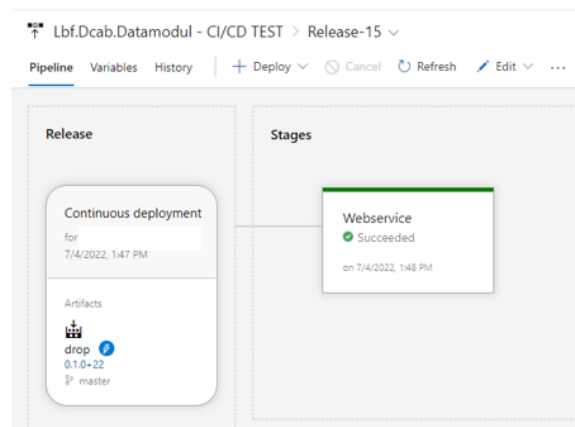 Lbf.Dcab.Datamodul - CI/CD TEST > Release-15
Pipeline Variables History + Deploy Cancel Refresh Edit ...
Release
Stages
Continuous deployment
for
7/4/2022, 1:47 PM
Webservice
Succeeded
on 7/4/2022, 1:48 PM
Artifacts
drop
0.1.0+22
master